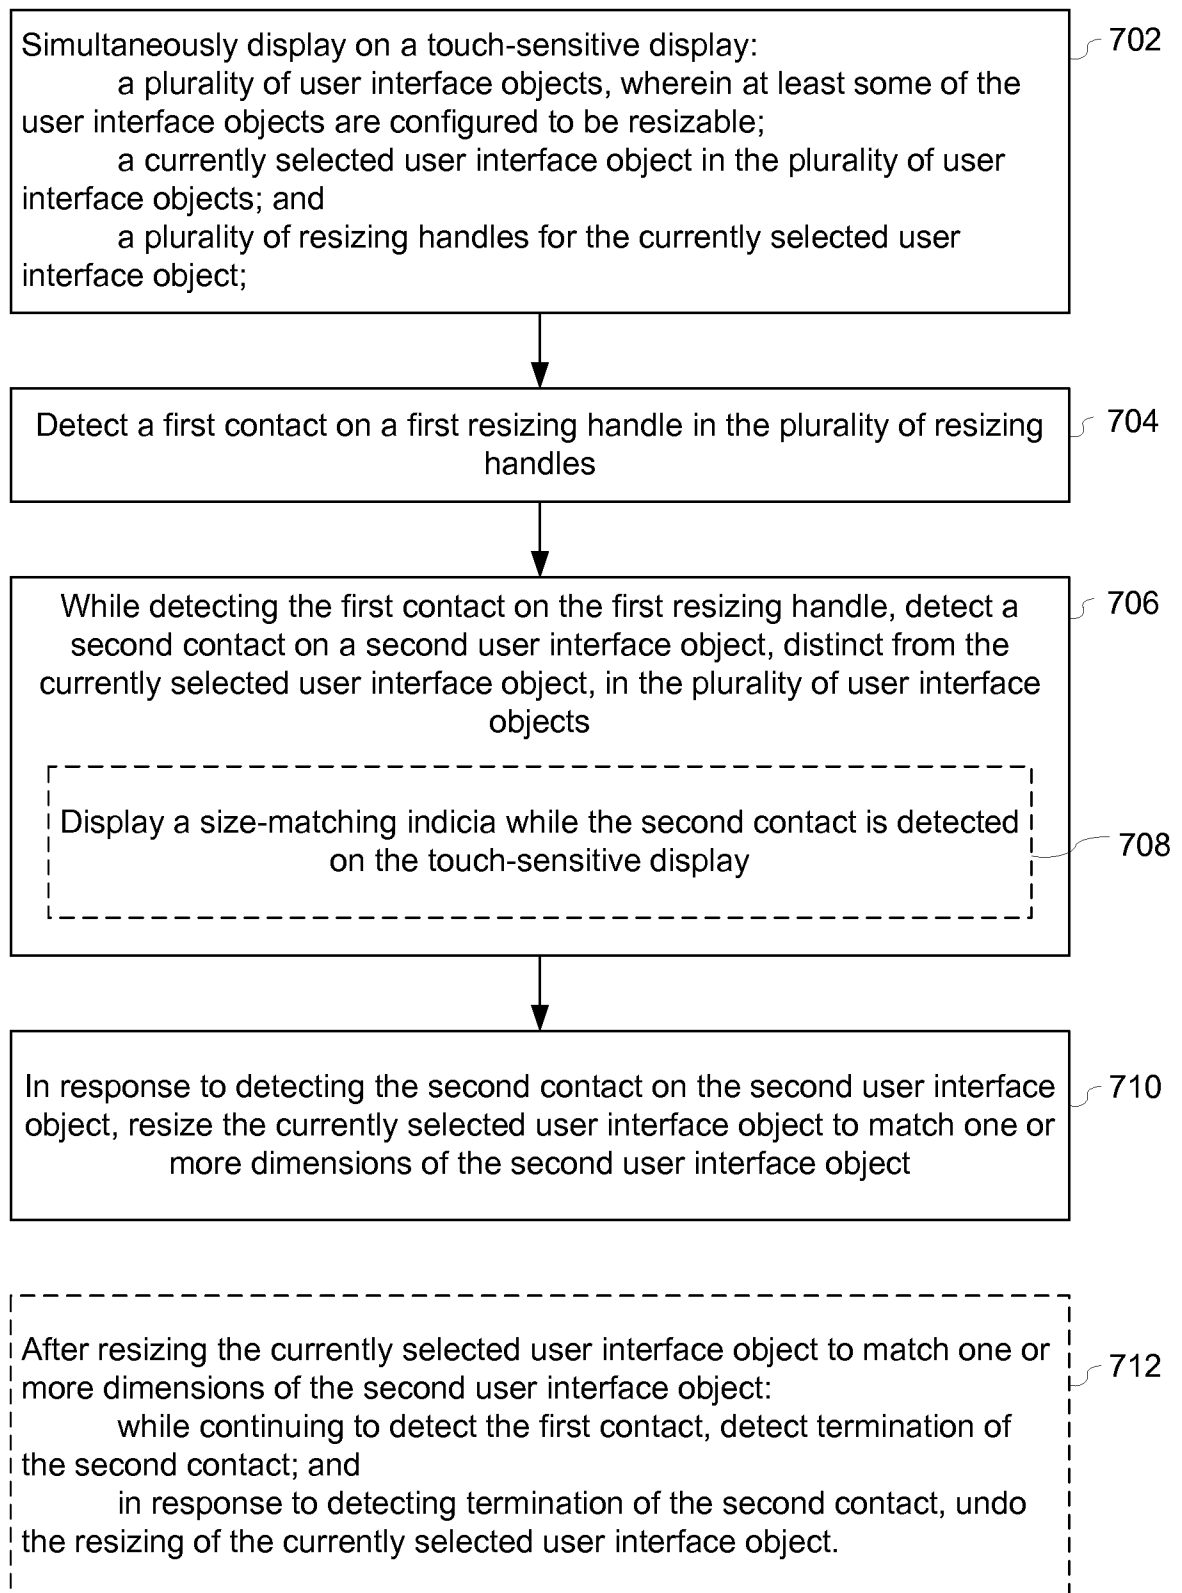 Simultaneously display on a touch-sensitive display:
a plurality of user interface objects, wherein at least some of the
user interface objects are configured to be resizable;
a currently selected user interface object in the plurality of user
interface objects; and
a plurality of resizing handles for the currently selected user
interface object;
702
Detect a first contact on a first resizing handle in the plurality of resizing
handles
704
While detecting the first contact on the first resizing handle, detect a
second contact on a second user interface object, distinct from the
currently selected user interface object, in the plurality of user interface
objects
706
Display a size-matching indicia while the second contact is detected
on the touch-sensitive display
708
In response to detecting the second contact on the second user interface
object, resize the currently selected user interface object to match one or
more dimensions of the second user interface object
710
After resizing the currently selected user interface object to match one or
more dimensions of the second user interface object:
while continuing to detect the first contact, detect termination of
the second contact; and
in response to detecting termination of the second contact, undo
the resizing of the currently selected user interface object.
712